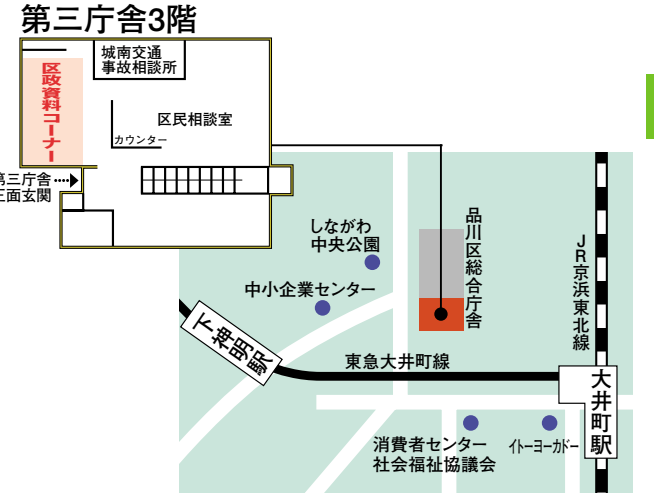 第三庁舎3階
城南交通
事故相談所
区政資料コーナー
区民相談室
カウンター
第三庁舎
正面玄関
しながわ
中央公園
品川区総合庁舎
JR京浜東北線
中小企業センター
下神明駅
東急大井町線
大井町駅
消費者センター
社会福祉協議会
イトーヨーカドー